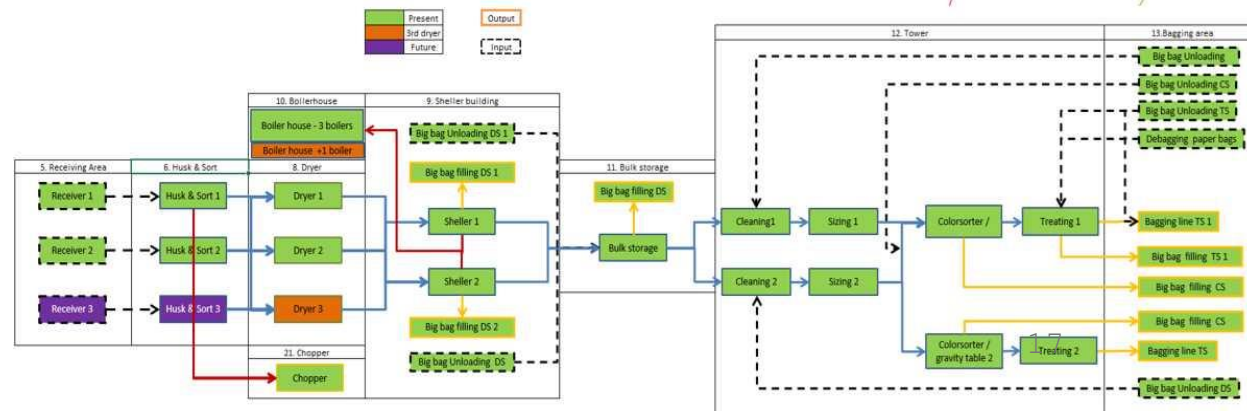 Present
3rd dryer
Future
Output
Input
12. Tower
13.Bagging area
Big bag Unloading
Big bag Unloading CS
Big bag Unloading TS
Debagging paper bags
10. Boilerhouse
9. Sheller building
Boiler house - 3 boilers
Boiler house +1 boiler
Big bag Unloading DS 1
5. Receiving Area
6. Husk & Sort
8. Dryer
11. Bulk storage
Big bag filling DS 1
Big bag filling DS
Receiver 1
Husk & Sort 1
Dryer 1
Sheller 1
Cleaning1
Sizing 1
Colorsorter /
Treating 1
Bagging line TS 1
Receiver 2
Husk & Sort 2
Dryer 2
Bulk storage
Big bag filling TS 1
Sheller 2
Cleaning 2
Sizing 2
Big bag filling CS
Receiver 3
Husk & Sort 3
Dryer 3
Big bag filling DS 2
Big bag filling CS
21. Chopper
Big bag Unloading DS
Colorsorter /
gravity table 2
17
Treating 2
Bagging line TS
Chopper
Big bag Unloading DS